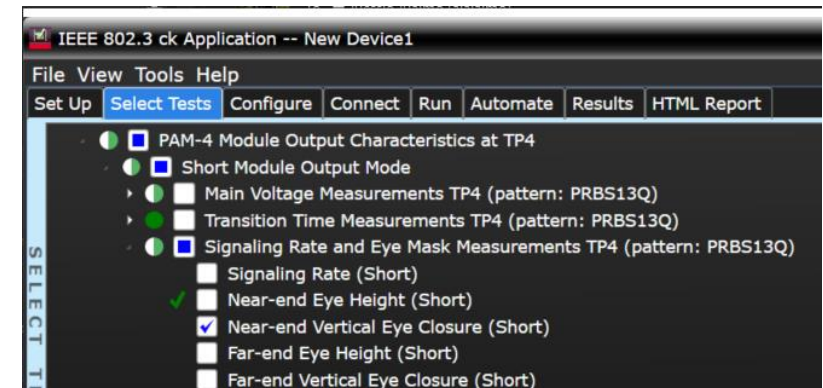 IEEE 802.3 ck Application -- New Device1
File View Tools Help
Set Up Select Tests Configure Connect Run Automate Results HTML Report
PAM-4 Module Output Characteristics at TP4
Short Module Output Mode
Main Voltage Measurements TP4 (pattern: PRBS13Q)
Transition Time Measurements TP4 (pattern: PRBS13Q)
Signaling Rate and Eye Mask Measurements TP4 (pattern: PRBS13Q)
Signaling Rate (Short)
Near-end Eye Height (Short)
Near-end Vertical Eye Closure (Short)
Far-end Eye Height (Short)
Far-end Vertical Eye Closure (Short)
SELECT